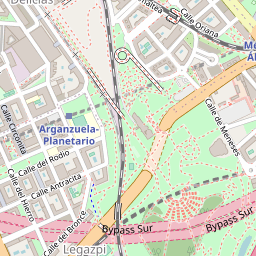 Delicias
Calle Oriana
Calle Circonita
Arganzuela-
Planetario
Calle de Meneses
Calle del Rodio
Calle Antracita
Calle del Hierro
Calle del Bronce
Legazpi
Bypass Sur
Bypass Sur